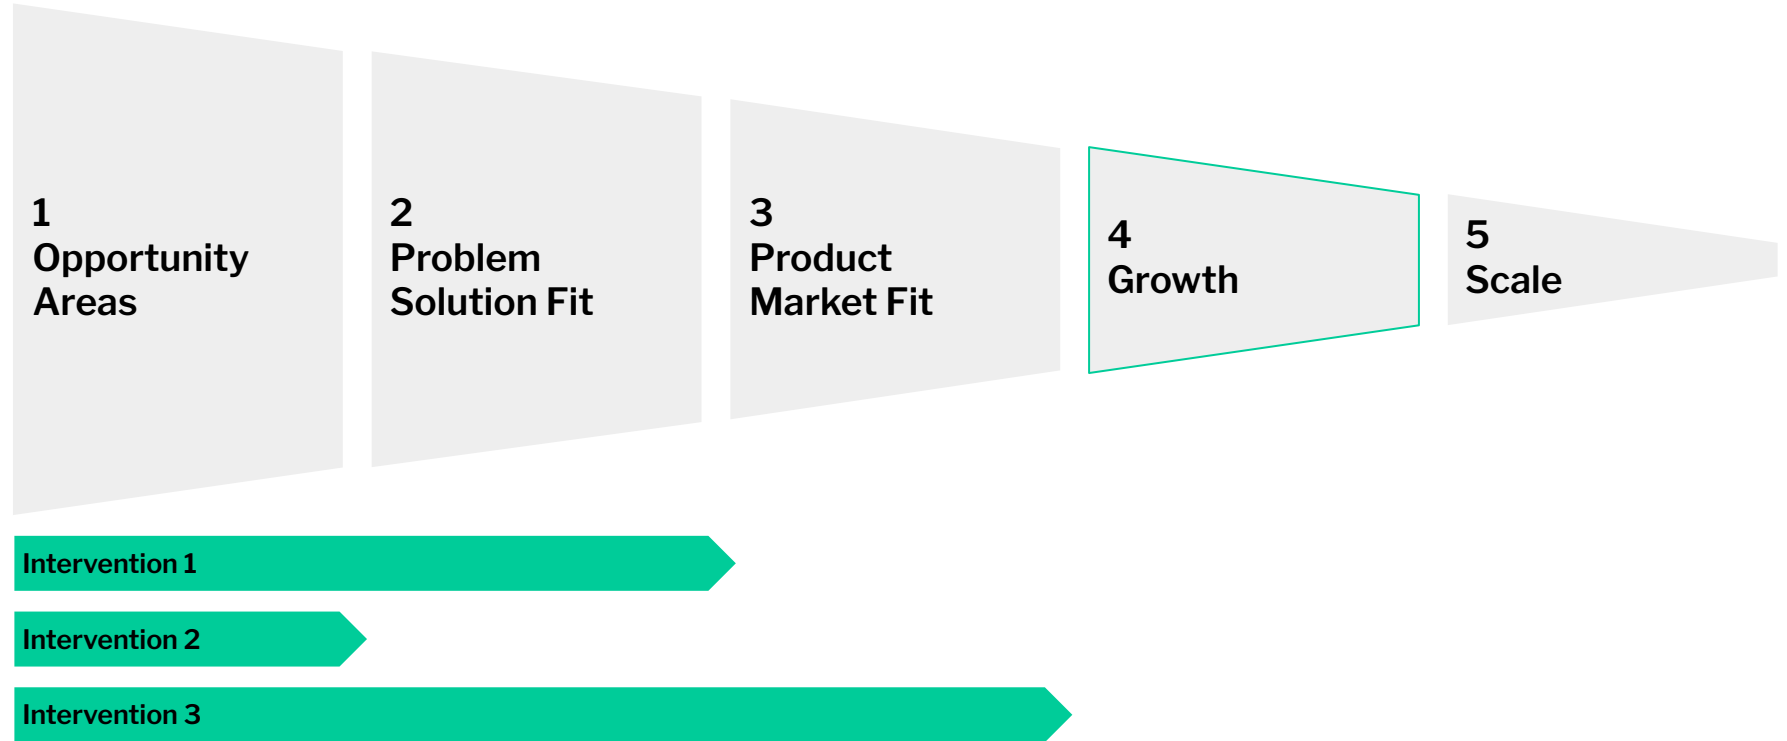 1
Opportunity
Areas
2
Problem
Solution Fit
3
Product
Market Fit
4
Growth
5
Scale
Intervention 1
Intervention 2
Intervention 3